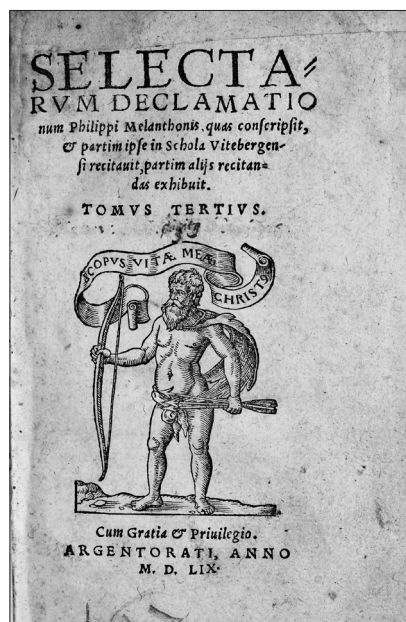 SELECTA⸗
RVM DECLAMATIO
num Philippi Melanthonis, quas conſcripſit,
& partim ipſe in Schola Vitebergen-
ſi recitauit, partim alijs recitan⸗
das exhibuit.
TOMVS TERTIVS.
SCOPVS VITÆ MEÆ
CHRISTVS
Cum Gratia & Priuilegio.
ARGENTORATI, ANNO
M. D. LIX.